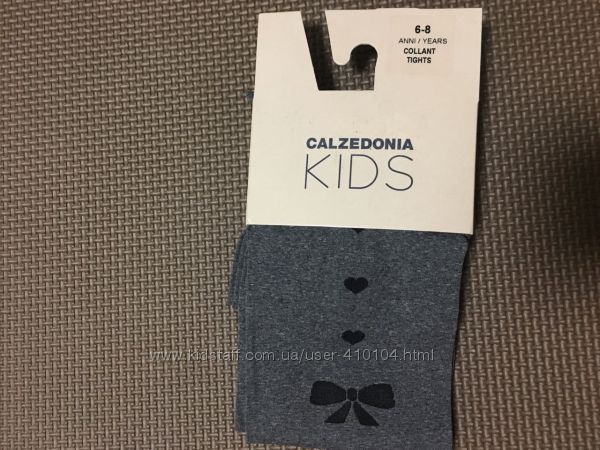 6-8
ANNI / YEARS
COLLANT
TIGHTS
CALZEDONIA
KIDS
www.kidstaff.com.ua/user-410104.html